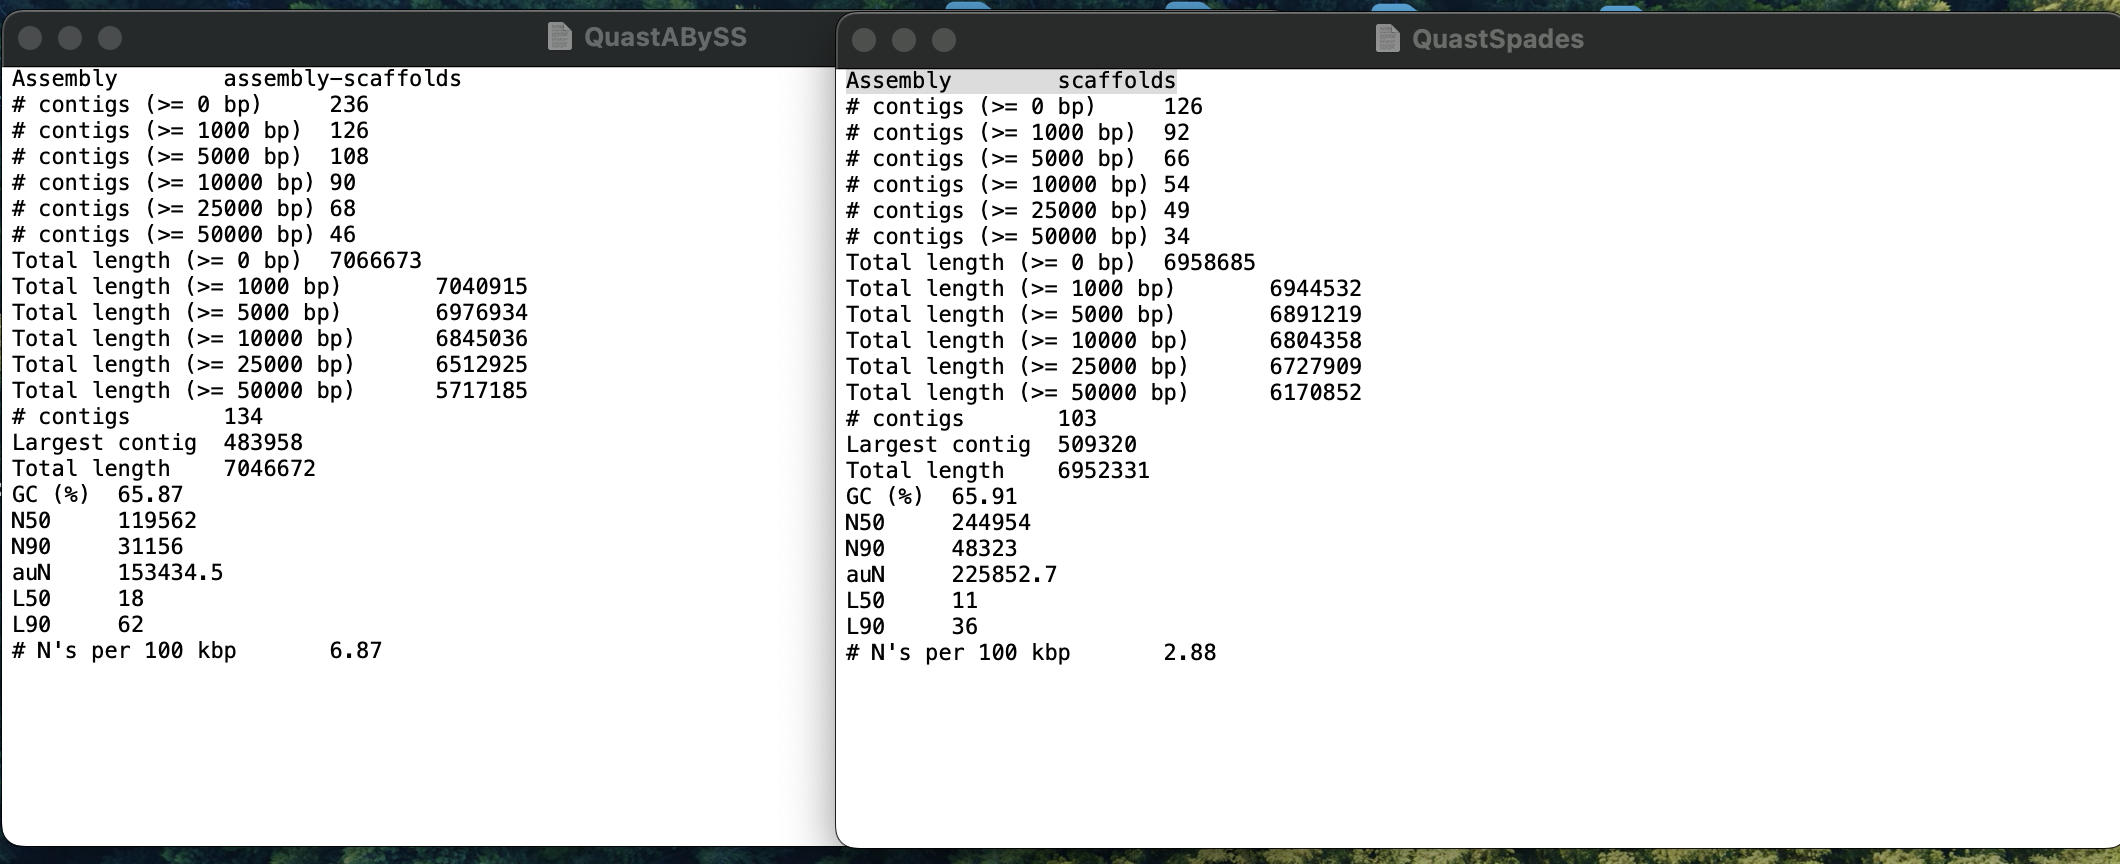 QuastABySS
Assembly assembly-scaffolds
# contigs (>= 0 bp) 236
# contigs (>= 1000 bp) 126
# contigs (>= 5000 bp) 108
# contigs (>= 10000 bp) 90
# contigs (>= 25000 bp) 68
# contigs (>= 50000 bp) 46
Total length (>= 0 bp) 7066673
Total length (>= 1000 bp) 7040915
Total length (>= 5000 bp) 6976934
Total length (>= 10000 bp) 6845036
Total length (>= 25000 bp) 6512925
Total length (>= 50000 bp) 5717185
# contigs 134
Largest contig 483958
Total length 7046672
GC (%) 65.87
N50 119562
N90 31156
auN 153434.5
L50 18
L90 62
# N's per 100 kbp 6.87
QuastSpades
Assembly scaffolds
# contigs (>= 0 bp) 126
# contigs (>= 1000 bp) 92
# contigs (>= 5000 bp) 66
# contigs (>= 10000 bp) 54
# contigs (>= 25000 bp) 49
# contigs (>= 50000 bp) 34
Total length (>= 0 bp) 6958685
Total length (>= 1000 bp) 6944532
Total length (>= 5000 bp) 6891219
Total length (>= 10000 bp) 6804358
Total length (>= 25000 bp) 6727909
Total length (>= 50000 bp) 6170852
# contigs 103
Largest contig 509320
Total length 6952331
GC (%) 65.91
N50 244954
N90 48323
auN 225852.7
L50 11
L90 36
# N's per 100 kbp 2.88